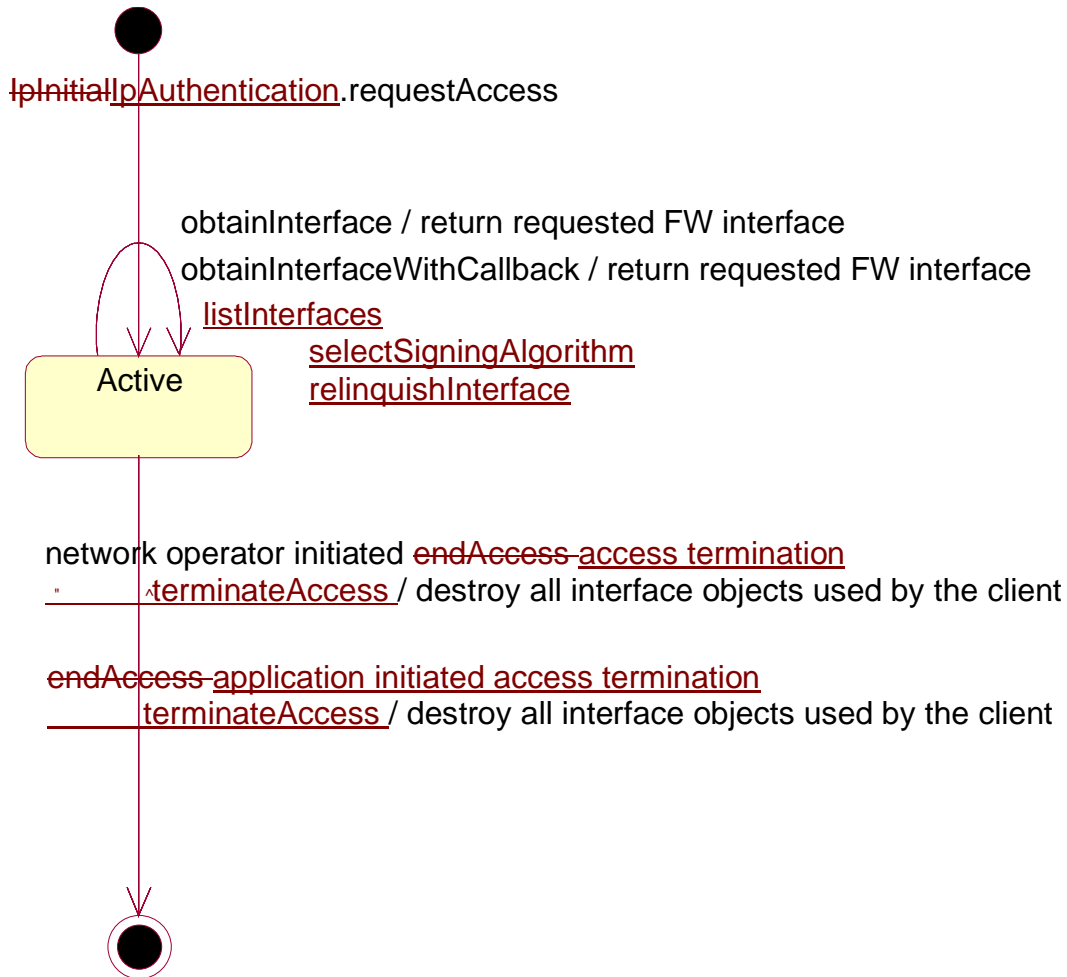 IpInitialIpAuthentication.requestAccess
obtainInterface / return requested FW interface
obtainInterfaceWithCallback / return requested FW interface
listInterfaces
selectSigningAlgorithm
Active
relinquishInterface
network operator initiated endAccess access termination
" ^terminateAccess / destroy all interface objects used by the client
endAccess application initiated access termination
terminateAccess / destroy all interface objects used by the client